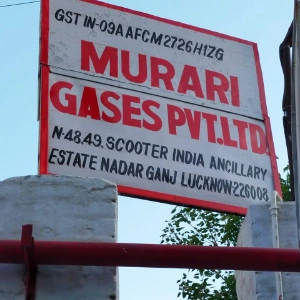 GST IN-09AAFCM2726H1ZG
MURARI
GASES PVT.LTD.
N-48.49. SCOOTER INDIA ANCILLARY
ESTATE NADAR GANJ LUCKNOW-226008